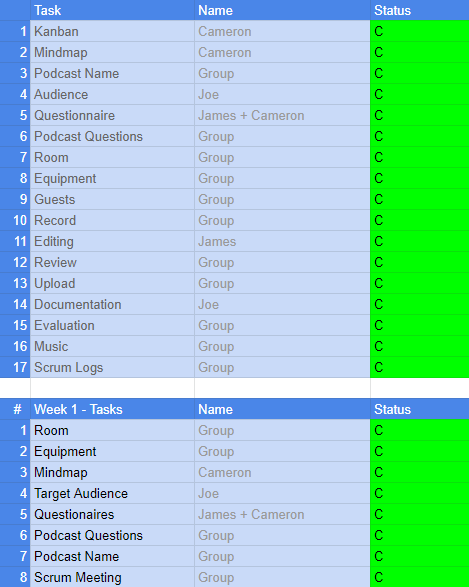 Task Name Status
1 Kanban Cameron C
2 Mindmap Cameron C
3 Podcast Name Group C
4 Audience Joe C
5 Questionnaire James + Cameron C
6 Podcast Questions Group C
7 Room Group C
8 Equipment Group C
9 Guests Group C
10 Record Group C
11 Editing James C
12 Review Group C
13 Upload Group C
14 Documentation Joe C
15 Evaluation Group C
16 Music Group C
17 Scrum Logs Group C
# Week 1 - Tasks Name Status
1 Room Group C
2 Equipment Group C
3 Mindmap Cameron C
4 Target Audience Joe C
5 Questionaires James + Cameron C
6 Podcast Questions Group C
7 Podcast Name Group C
8 Scrum Meeting Group C